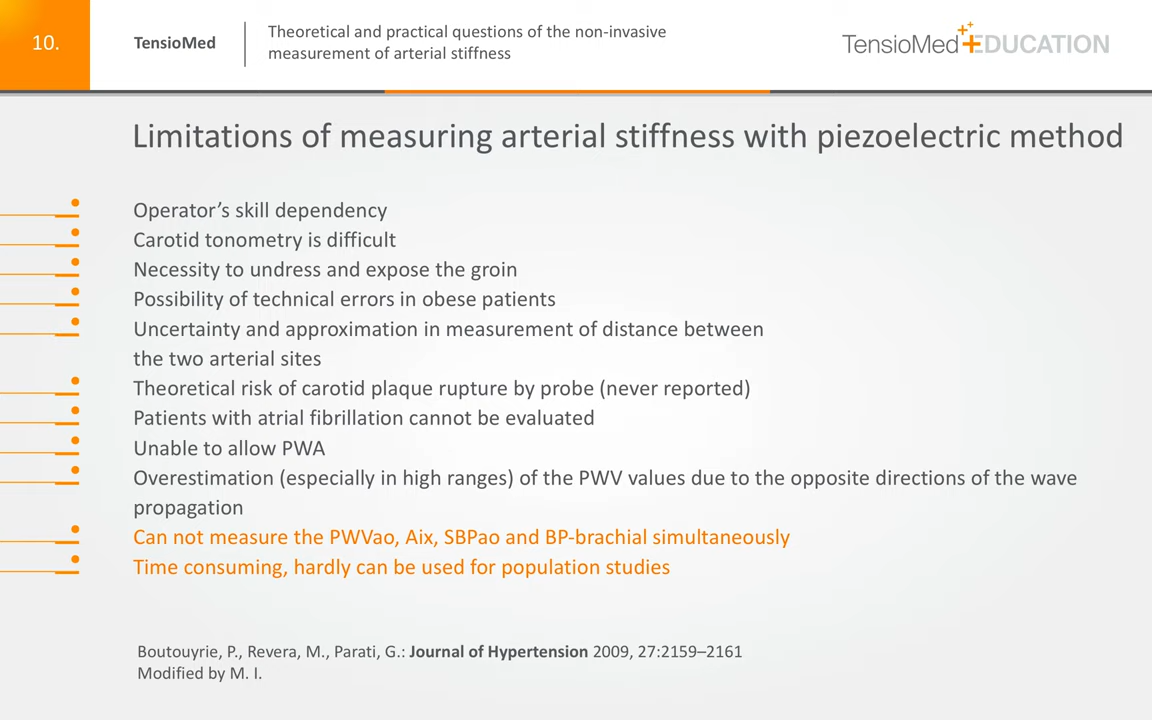 10.
TensioMed
Theoretical and practical questions of the non-invasive
measurement of arterial stiffness
TensioMed EDUCATION
Limitations of measuring arterial stiffness with piezoelectric method
Operator’s skill dependency
Carotid tonometry is difficult
Necessity to undress and expose the groin
Possibility of technical errors in obese patients
Uncertainty and approximation in measurement of distance between
the two arterial sites
Theoretical risk of carotid plaque rupture by probe (never reported)
Patients with atrial fibrillation cannot be evaluated
Unable to allow PWA
Overestimation (especially in high ranges) of the PWV values due to the opposite directions of the wave
propagation
Can not measure the PWVao, Aix, SBPao and BP-brachial simultaneously
Time consuming, hardly can be used for population studies
Boutouyrie, P., Revera, M., Parati, G.: Journal of Hypertension 2009, 27:2159–2161
Modified by M. I.